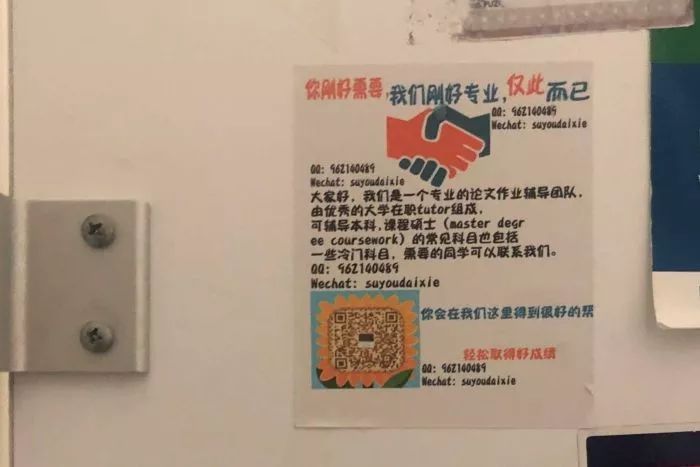 你刚好需要,我们刚好专业,仅此而已
QQ: 962140489
Wechat: suyoudaixie
QQ: 962140489
Wechat: suyoudaixie
大家好，我们是一个专业的论文作业辅导团队.
由优秀的大学在职tutor组成,
可辅导本科,课程硕士（master degr
ee coursework）的常见科目也包括
一些冷门科目，需要的同学可以联系我们。
QQ: 962140489
Wechat: suyoudaixie
你会在我们这里得到很好的帮
轻松取得好成绩
QQ: 962140489
Wechat: suyoudaixie